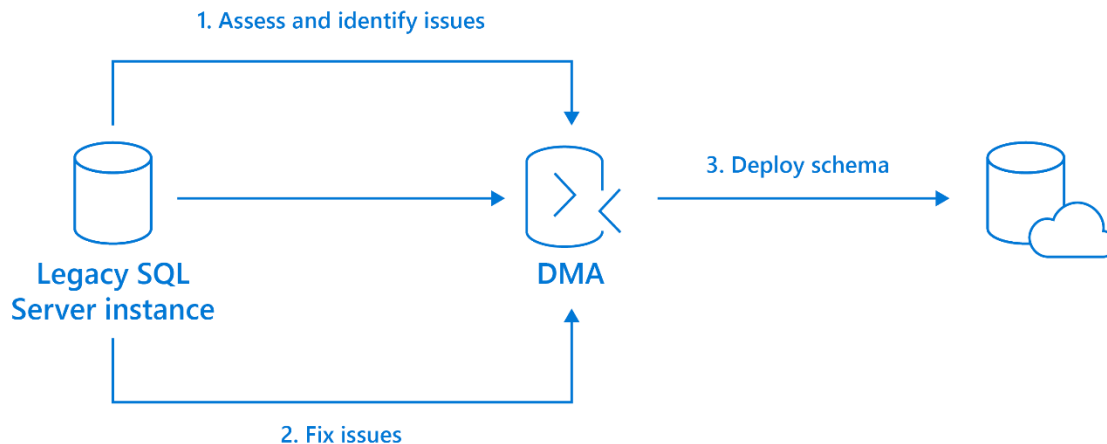 1. Assess and identify issues
3. Deploy schema
Legacy SQL
Server instance
DMA
2. Fix issues